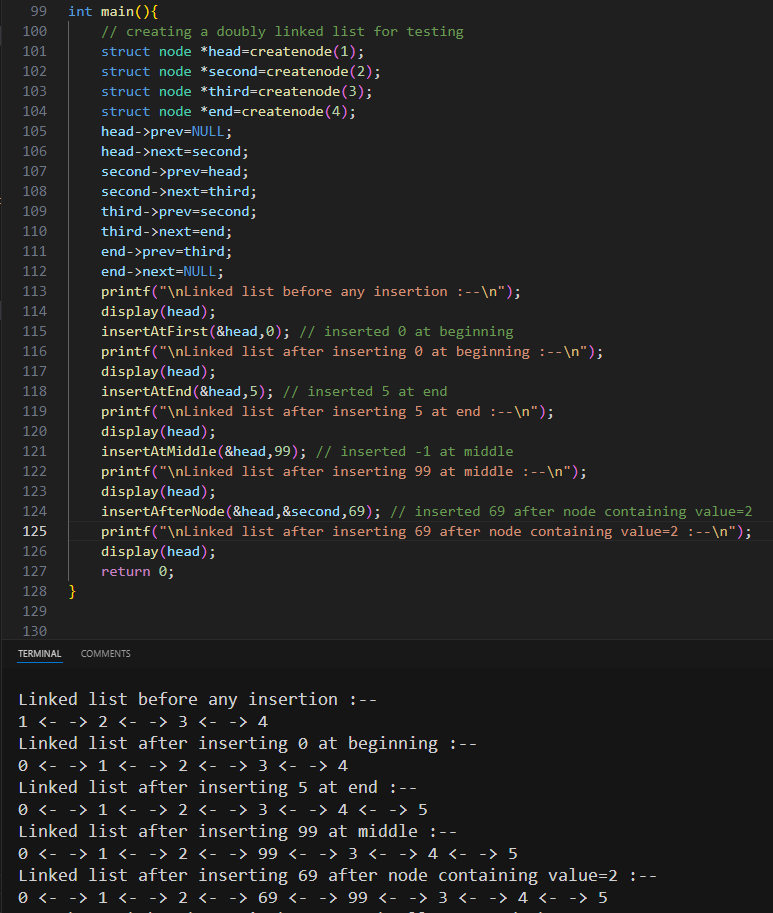 99 int main(){
100 // creating a doubly linked list for testing
101 struct node *head=createnode(1);
102 struct node *second=createnode(2);
103 struct node *third=createnode(3);
104 struct node *end=createnode(4);
105 head->prev=NULL;
106 head->next=second;
107 second->prev=head;
108 second->next=third;
109 third->prev=second;
110 third->next=end;
111 end->prev=third;
112 end->next=NULL;
113 printf("\nLinked list before any insertion :--\n");
114 display(head);
115 insertAtFirst(&head,0); // inserted 0 at beginning
116 printf("\nLinked list after inserting 0 at beginning :--\n");
117 display(head);
118 insertAtEnd(&head,5); // inserted 5 at end
119 printf("\nLinked list after inserting 5 at end :--\n");
120 display(head);
121 insertAtMiddle(&head,99); // inserted -1 at middle
122 printf("\nLinked list after inserting 99 at middle :--\n");
123 display(head);
124 insertAfterNode(&head,&second,69); // inserted 69 after node containing value=2
125 printf("\nLinked list after inserting 69 after node containing value=2 :--\n");
126 display(head);
127 return 0;
128 }
129
130
TERMINAL COMMENTS
Linked list before any insertion :--
1 <- -> 2 <- -> 3 <- -> 4
Linked list after inserting 0 at beginning :--
0 <- -> 1 <- -> 2 <- -> 3 <- -> 4
Linked list after inserting 5 at end :--
0 <- -> 1 <- -> 2 <- -> 3 <- -> 4 <- -> 5
Linked list after inserting 99 at middle :--
0 <- -> 1 <- -> 2 <- -> 99 <- -> 3 <- -> 4 <- -> 5
Linked list after inserting 69 after node containing value=2 :--
0 <- -> 1 <- -> 2 <- -> 69 <- -> 99 <- -> 3 <- -> 4 <- -> 5